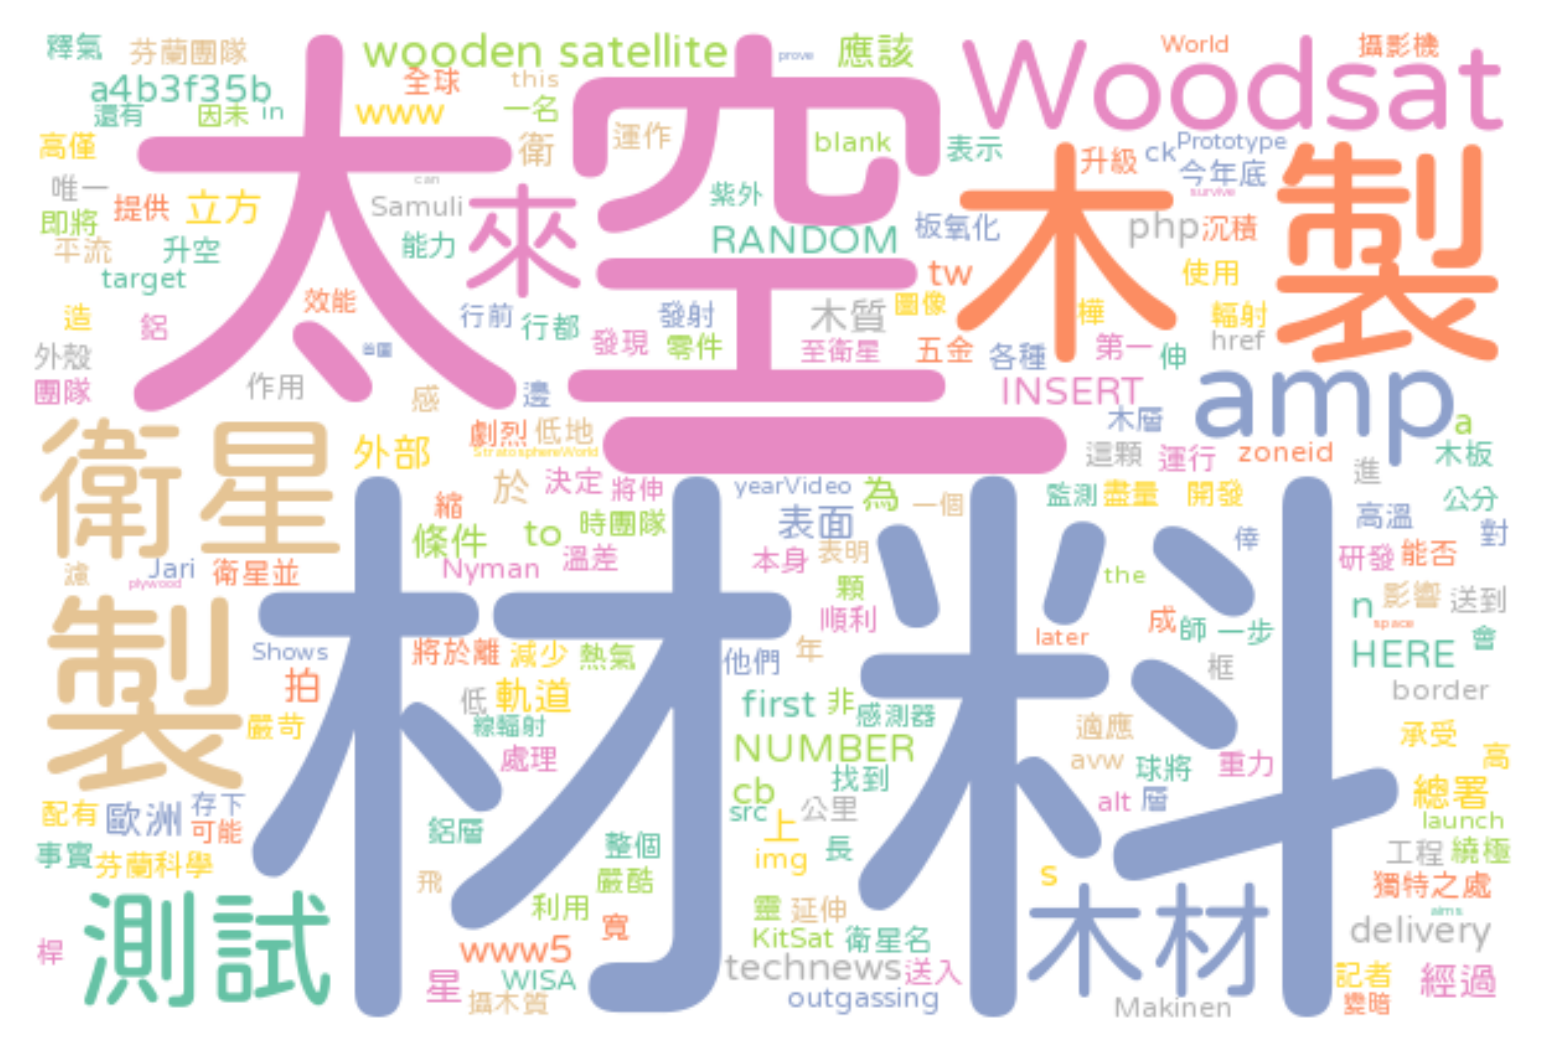 釋氣
芬蘭團隊
wooden satellite
prove
應該
Woodsat
World
攝影機
a4b3f35b
全球
this
還有
因未
in
www
一名
太空
衛
運作
blank
表示
木製
升級
ck
Prototype
今年底
survive
高僅
唯一
提供
立方
can
Samuli
來
紫外
即將
平流
升空
能力
RANDOM
板氧化
php
沉積
target
tw
使用
造
鋁
效能
行前
行都
發現
發射
零件
木質
圖像
至衛星
五金
各種
樺
第一
伸
輻射
href
外殼
團隊
首圖
作用
感
邊
INSERT
amp
木層
a
衛星
外部
劇烈
低地
StratosphereWorld
一
這顆
運行
zoneid
進
木板
於
決定
將伸
yearVideo
為
一個
監測
盡量
開發
公分
縮
條件
to
時團隊
表面
高溫
對
濾
Jari
衛星並
plywood
Nyman
溫差
本身
表明
倖
研發
能否
材料
顆
the
順利
n
影響
送到
製
Shows
將於離
減少
熱氣
他們
年
later
成
師
一步
space
會
HERE
拍
低
軌道
first
非
框
border
嚴苛
線輻射
感測器
適應
處理
NUMBER
avw
球將
重力
承受
高
找到
cb
配有
歐洲
存下
可能
src
公里
alt
層
總署
launch
事實
芬蘭科學
鋁層
整個
上
img
長
工程
繞極
測試
飛
嚴酷
s
獨特之處
利用
寬
靈
延伸
木材
aims
delivery
桿
www5
KitSat
衛星名
星
WISA
technews
送入
記者
經過
攝木質
outgassing
Makinen
變暗